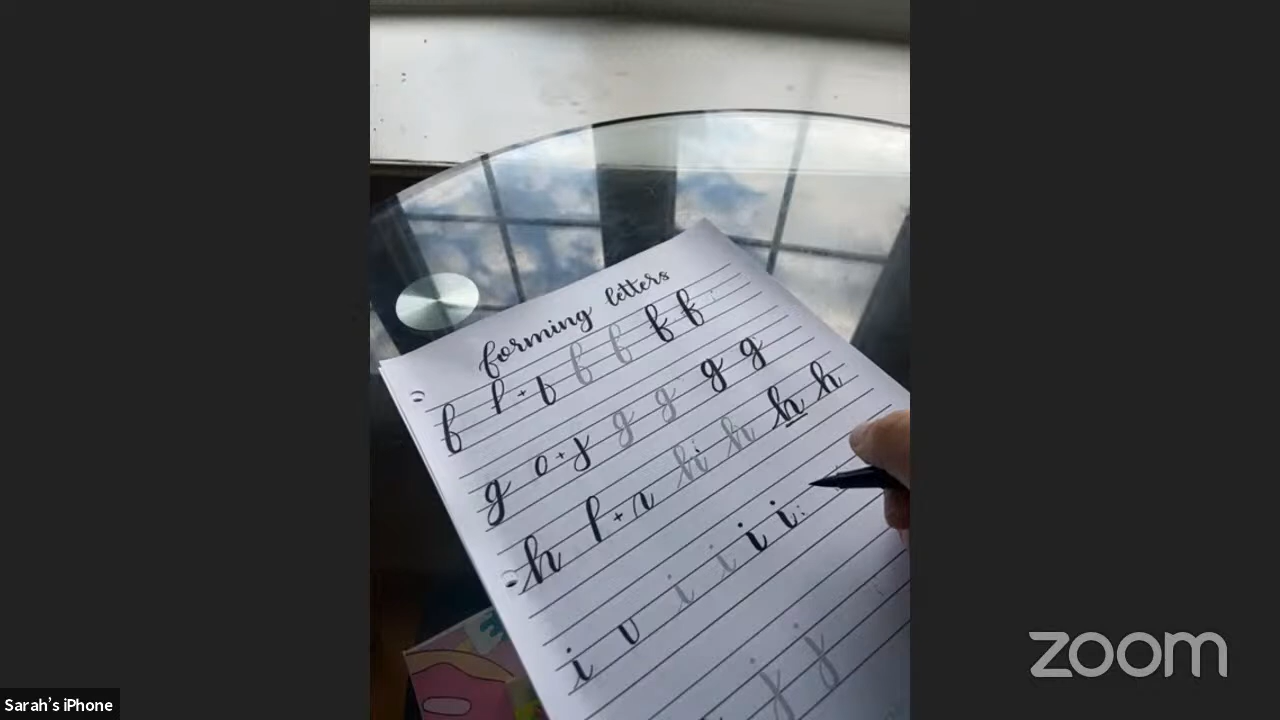 forming letters
f l + f f f f f
g o + j g g g g
h l + n h h h h
i v i i i i
j j
Sarah's iPhone
zoom